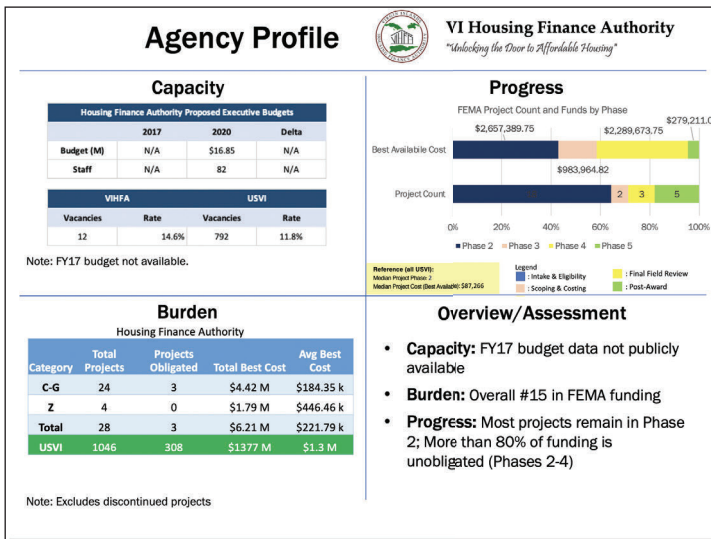 Agency Profile
VI Housing Finance Authority
"Unlocking the Door to Affordable Housing"
Capacity
Housing Finance Authority Proposed Executive Budgets
2017 2020 Delta
Budget (M) N/A $16.85 N/A
Staff N/A 82 N/A
VIHFA USVI
Vacancies Rate Vacancies Rate
12 14.6% 792 11.8%
Note: FY17 budget not available.
Progress
FEMA Project Count and Funds by Phase
$2,657,389.75 $2,289,673.75 $279,211.0
Best Availabile Cost
$983,964.82
Project Count 2 3 5
0% 20% 40% 60% 80% 100%
Phase 2 Phase 3 Phase 4 Phase 5
Reference (all USVI):
Median Project Phase: 2
Median Project Cost (Best Available): $87,266
Legend
: Intake & Eligibility
: Scoping & Costing
: Final Field Review
: Post-Award
Burden
Housing Finance Authority
Category Total Projects Projects Obligated Total Best Cost Avg Best Cost
C-G 24 3 $4.42 M $184.35 k
Z 4 0 $1.79 M $446.46 k
Total 28 3 $6.21 M $221.79 k
USVI 1046 308 $1377 M $1.3 M
Note: Excludes discontinued projects
Overview/Assessment
• Capacity: FY17 budget data not publicly
available
• Burden: Overall #15 in FEMA funding
• Progress: Most projects remain in Phase
2; More than 80% of funding is
unobligated (Phases 2-4)